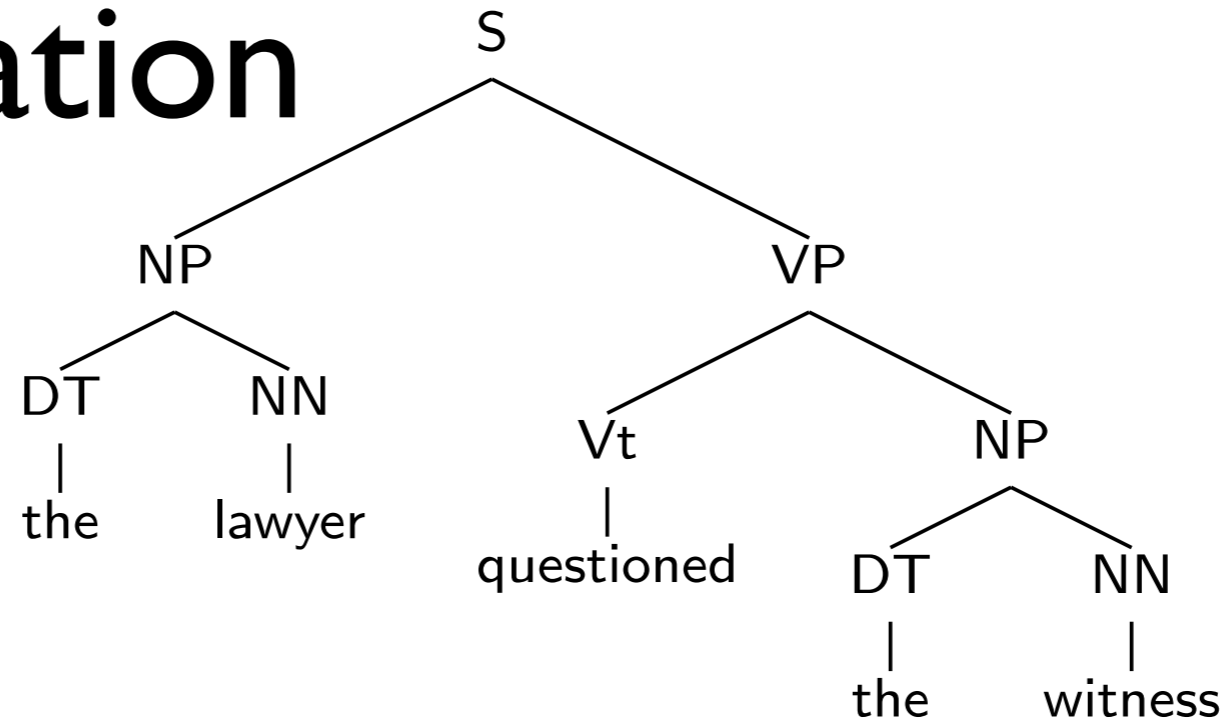 ation
S
NP VP
DT NN
Vt NP
the lawyer
questioned
DT NN
the witness